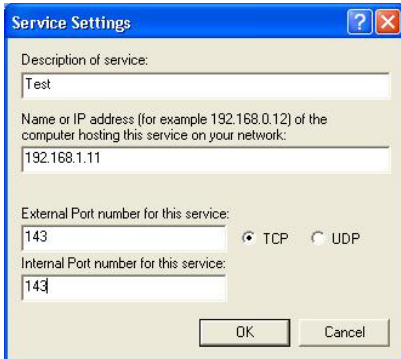 Service Settings
Description of service:
Test
Name or IP address (for example 192.168.0.12) of the
computer hosting this service on your network:
192.168.1.11
External Port number for this service:
143
TCP
UDP
Internal Port number for this service:
143
OK
Cancel